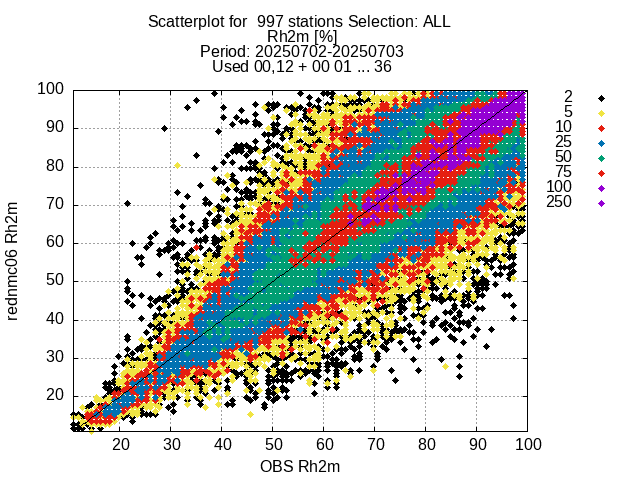 Scatterplot for  997 stations Selection: ALL
Rh2m [%]
Period: 20250702-20250703
Used 00,12 + 00 01 ... 36
100
90
80
70
60
50
40
30
20
rednmc06 Rh2m
20 30 40 50 60 70 80 90 100
OBS Rh2m
2
5
10
25
50
75
100
250